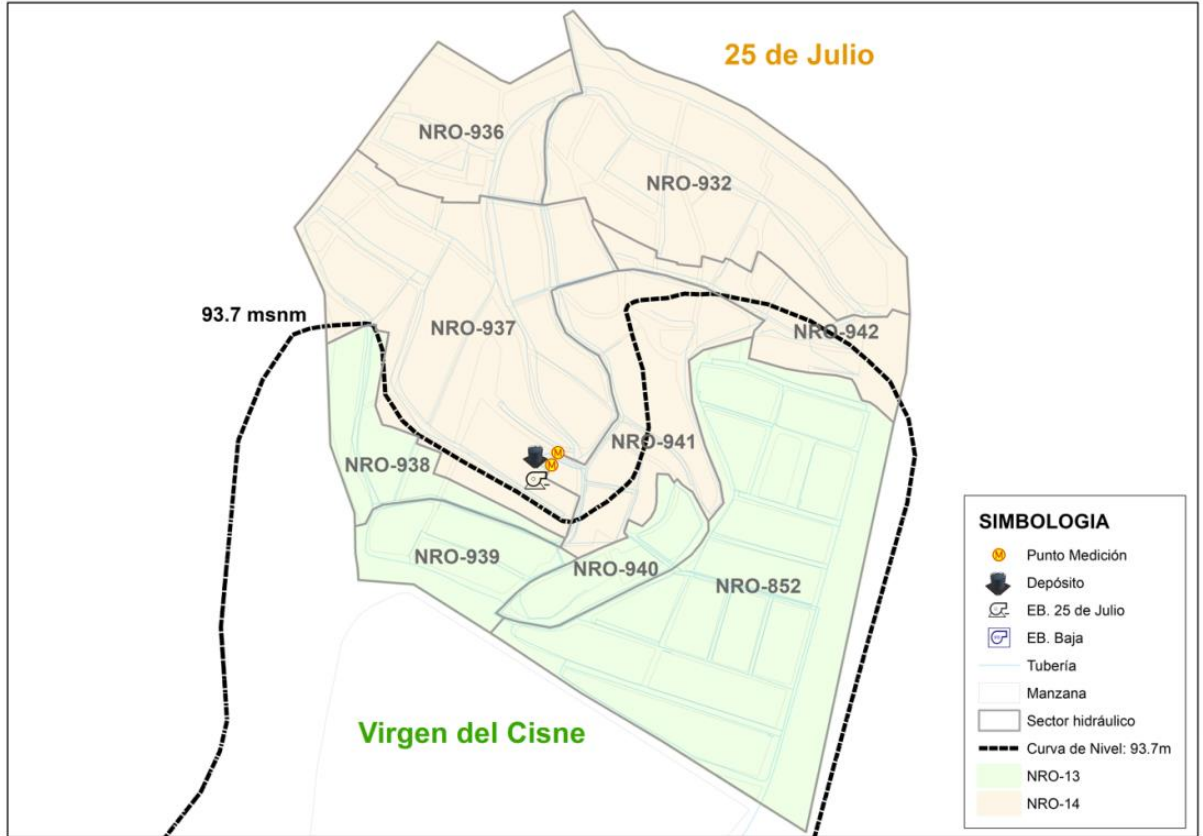 25 de Julio
NRO-936
NRO-932
93.7 msnm
NRO-937
NRO-942
NRO-941
NRO-938
NRO-939
NRO-940
NRO-852
Virgen del Cisne
SIMBOLOGIA
M Punto Medición
Depósito
EB. 25 de Julio
EB. Baja
Tubería
Manzana
Sector hidráulico
Curva de Nivel: 93.7m
NRO-13
NRO-14
M
M